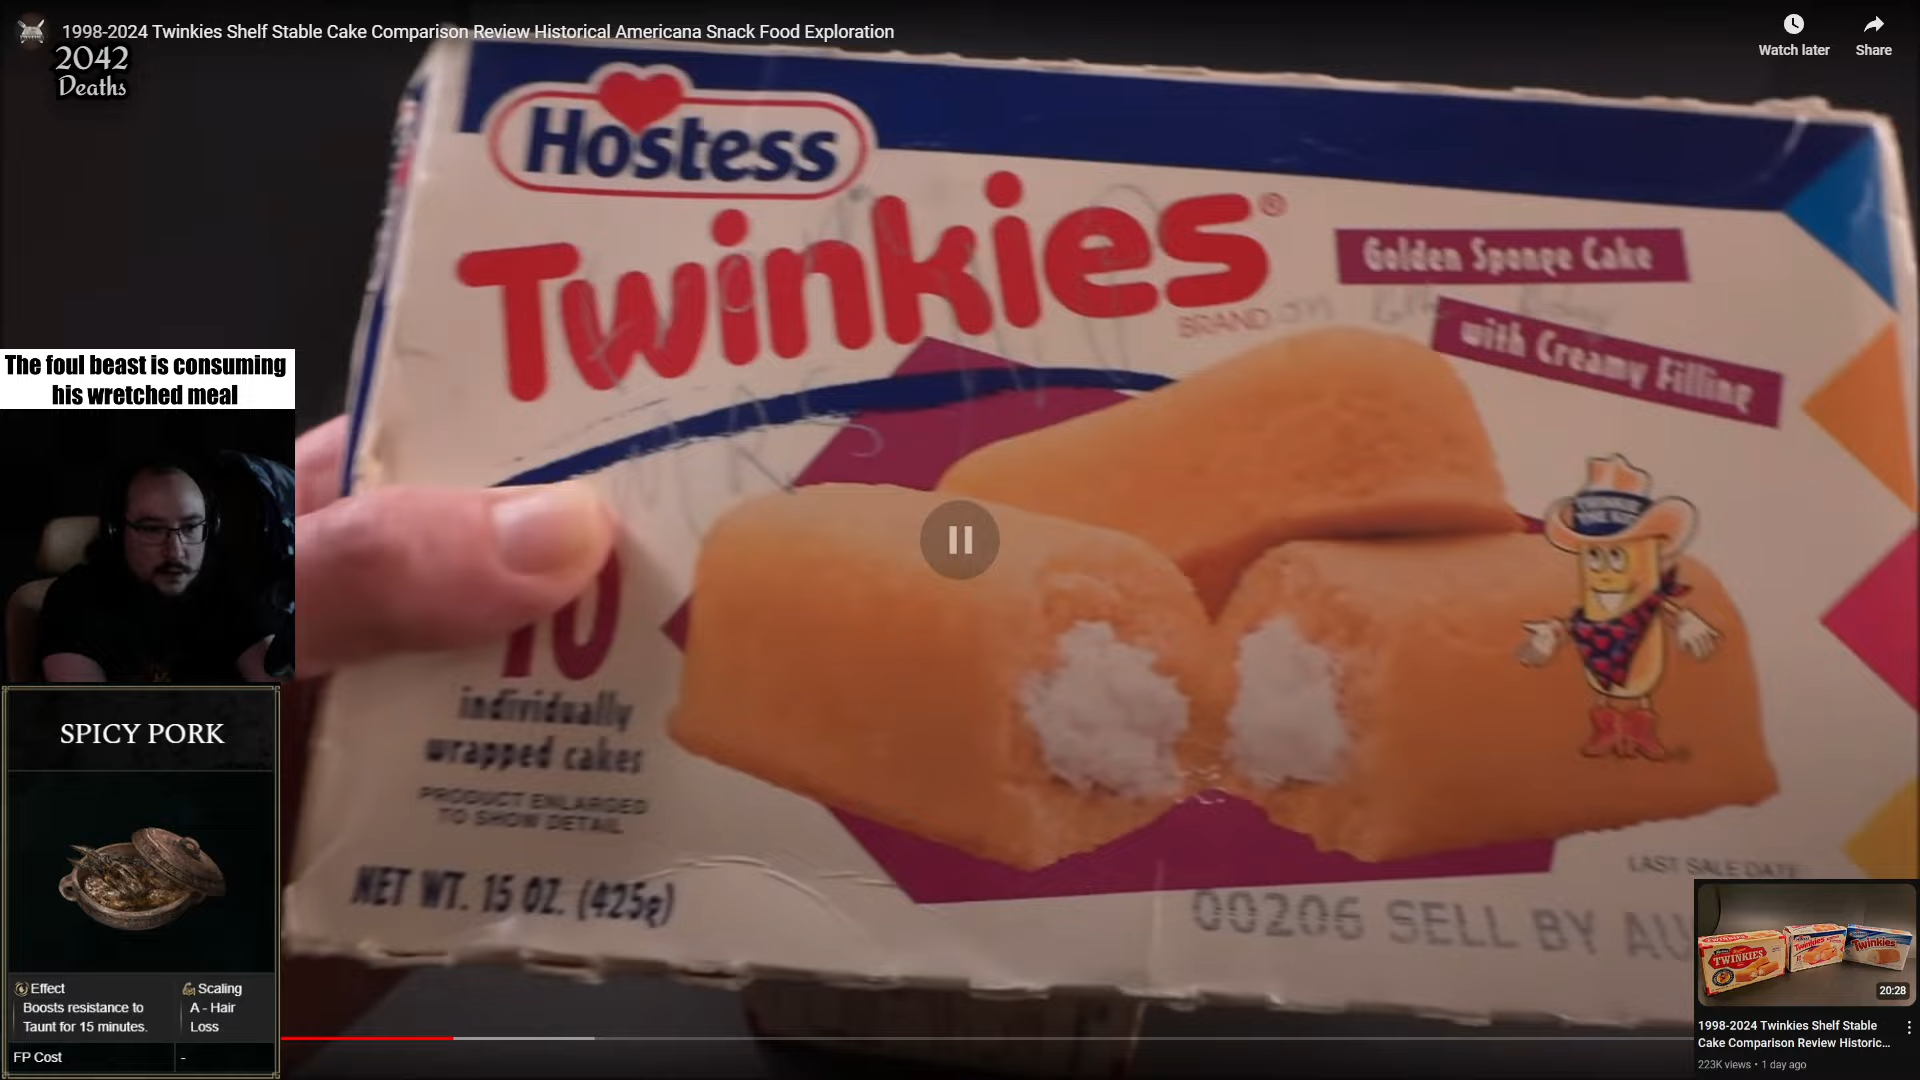 1998-2024 Twinkies Shelf Stable Cake Comparison Review Historical Americana Snack Food Exploration
Watch later
Share
2042
Deaths
Hostess
Twinkies®
BRAND
Golden Sponge Cake
with Creamy Filling
The foul beast is consuming
his wretched meal
10
individually
wrapped cakes
PRODUCT ENLARGED
TO SHOW DETAIL
NET WT. 15 OZ. (425g)
LAST SALE DATE
00206 SELL BY AU
SPICY PORK
Effect
Boosts resistance to
Taunt for 15 minutes.
Scaling
A - Hair
Loss
FP Cost
-
TWINKIES
Twinkies
Twinkies
20:28
1998-2024 Twinkies Shelf Stable
Cake Comparison Review Historic...
223K views • 1 day ago